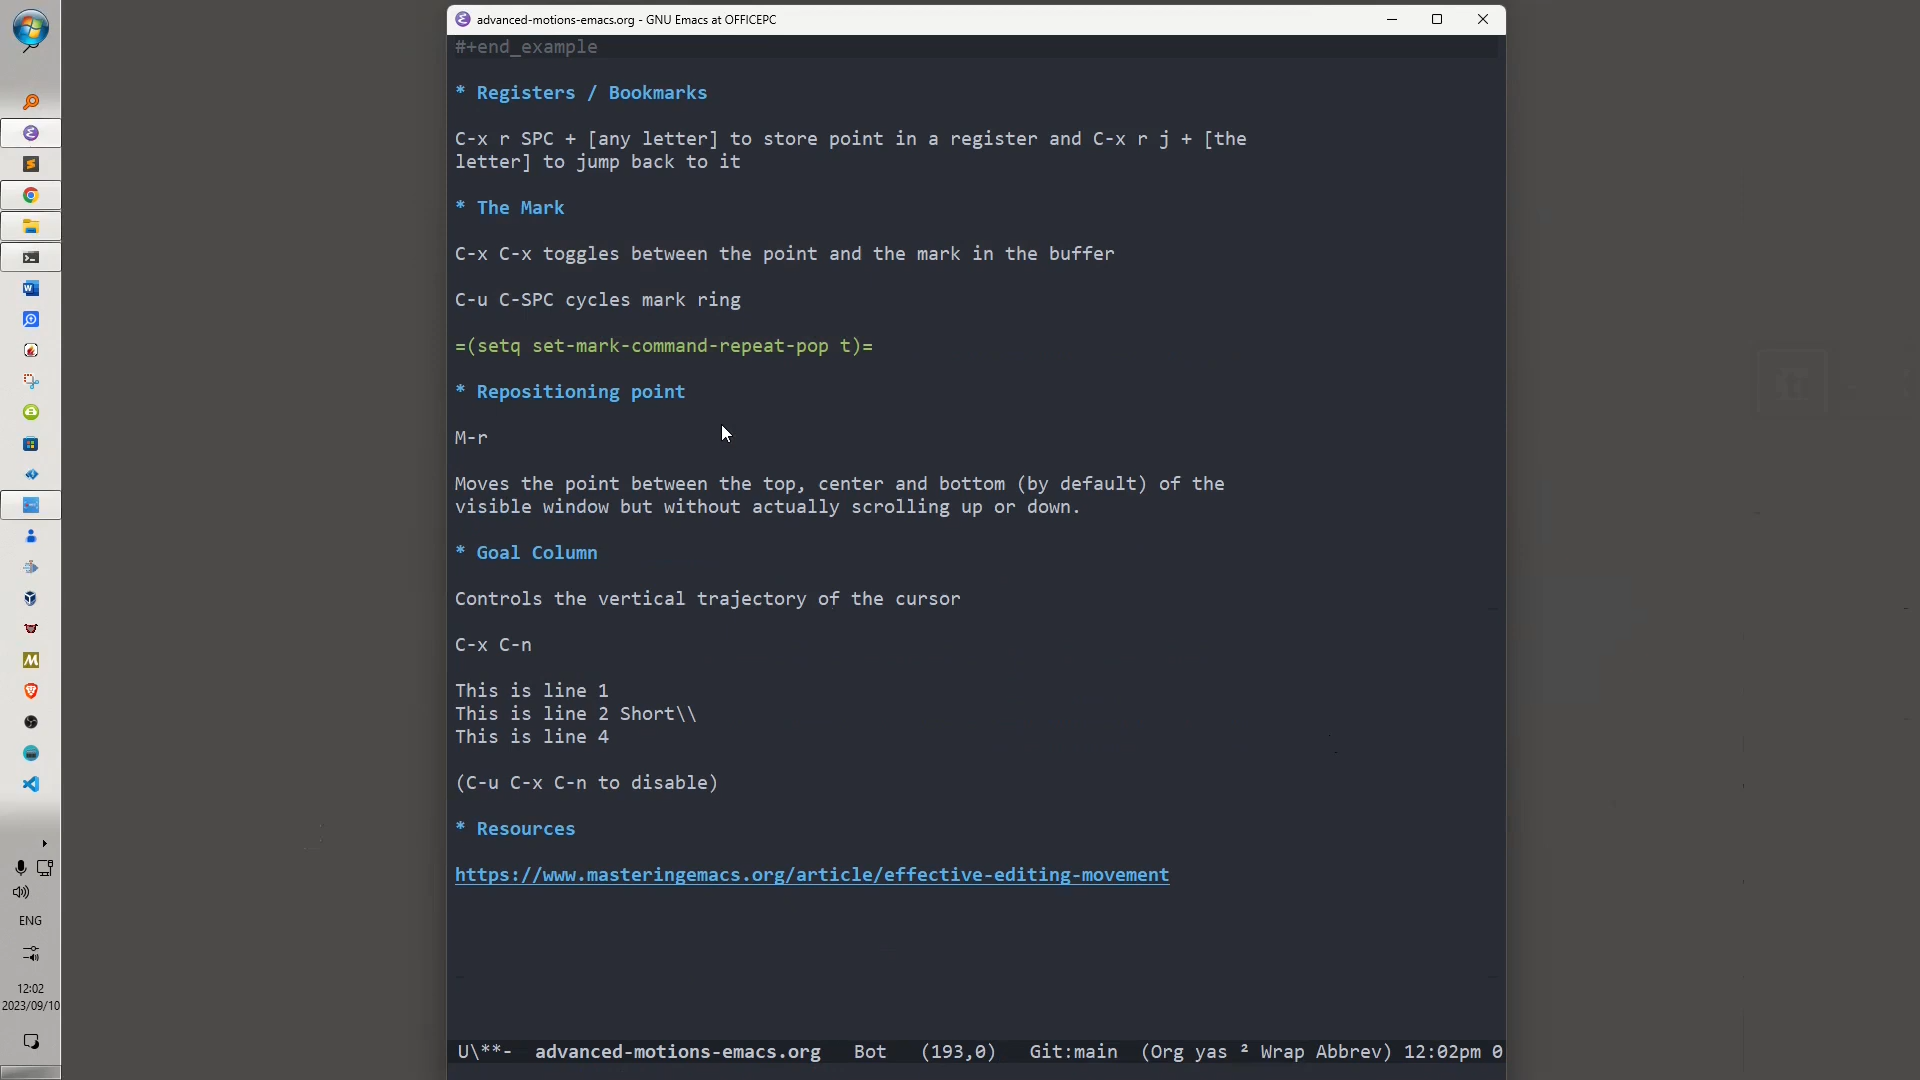 advanced-motions-emacs.org - GNU Emacs at OFFICEPC
#+end_example
* Registers / Bookmarks
C-x r SPC + [any letter] to store point in a register and C-x r j + [the
letter] to jump back to it
* The Mark
C-x C-x toggles between the point and the mark in the buffer
C-u C-SPC cycles mark ring
=(setq set-mark-command-repeat-pop t)=
* Repositioning point
M-r
Moves the point between the top, center and bottom (by default) of the
visible window but without actually scrolling up or down.
* Goal Column
Controls the vertical trajectory of the cursor
C-x C-n
This is line 1
This is line 2 Short\\
This is line 4
(C-u C-x C-n to disable)
* Resources
https://www.masteringemacs.org/article/effective-editing-movement
U\**-  advanced-motions-emacs.org   Bot   (193,0)   Git:main  (Org yas ² Wrap Abbrev) 12:02pm 0
ENG
12:02
2023/09/10